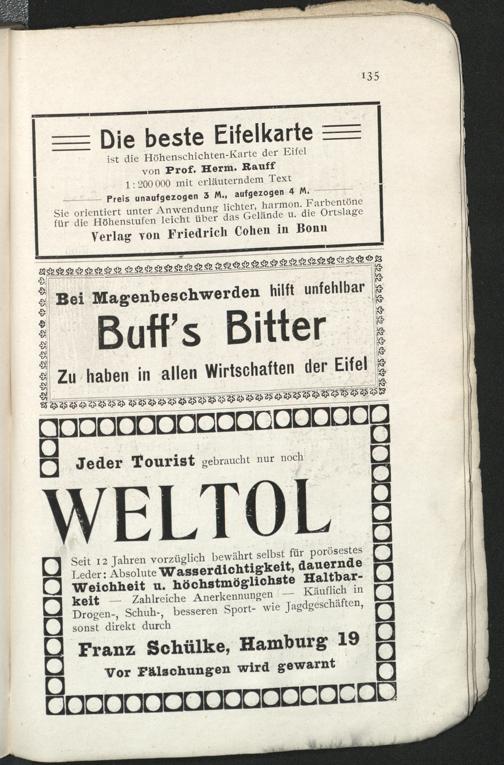 135
Die beste Eifelkarte
ist die Höhenschichten-Karte der Eifel
von Prof. Herm. Rauff
1:200000 mit erläuterndem Text
Preis unaufgezogen 3 M., aufgezogen 4 M.
Sie orientiert unter Anwendung lichter, harmon. Farbentöne
für die Höhenstufen leicht über das Gelände u. die Ortslage
Verlag von Friedrich Cohen in Bonn
Bei Magenbeschwerden hilft unfehlbar
Buff's Bitter
Zu haben in allen Wirtschaften der Eifel
Jeder Tourist gebraucht nur noch
WELTOL
Seit 12 Jahren vorzüglich bewährt selbst für porösestes
Leder: Absolute Wasserdichtigkeit, dauernde
Weichheit u. höchstmöglichste Haltbar-
keit — Zahlreiche Anerkennungen — Käuflich in
Drogen-, Schuh-, besseren Sport- wie Jagdgeschäften,
sonst direkt durch
Franz Schülke, Hamburg 19
Vor Fälschungen wird gewarnt